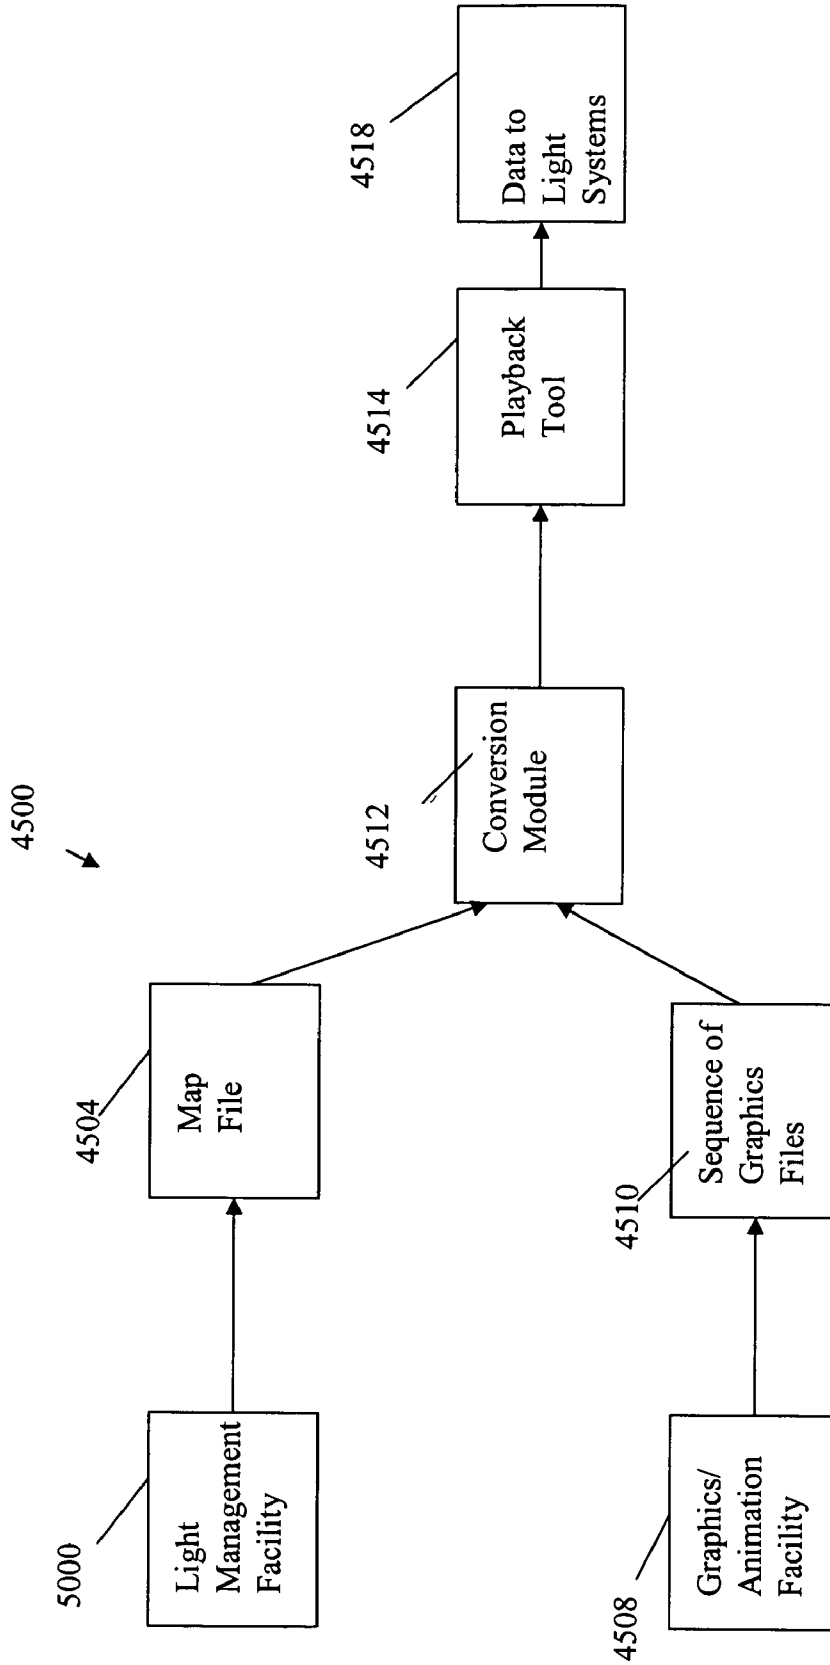 4500
5000
Light
Management
Facility
4504
Map
File
4508
Graphics/
Animation
Facility
4510
Sequence of
Graphics
Files
4512
Conversion
Module
4514
Playback
Tool
4518
Data to
Light
Systems